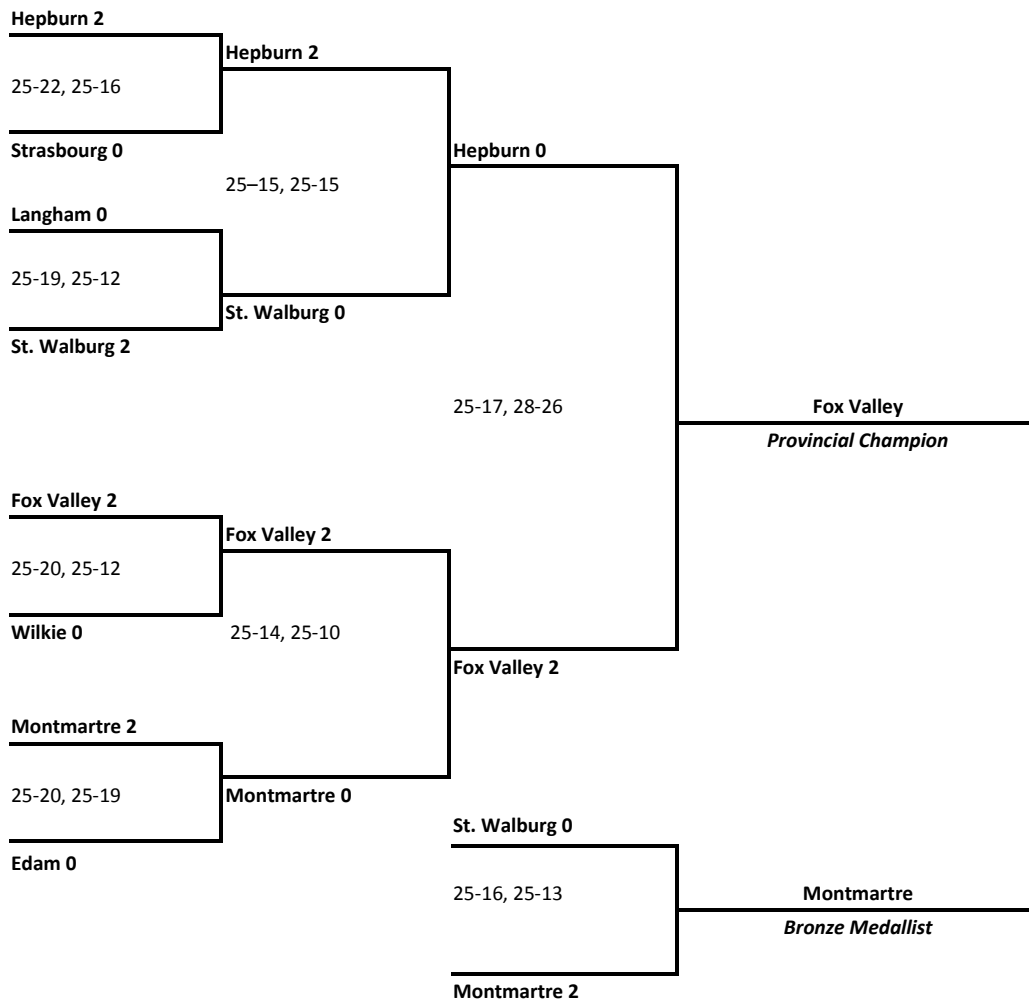 Hepburn 2
Hepburn 2
25-22, 25-16
Strasbourg 0
Hepburn 0
25–15, 25-15
Langham 0
25-19, 25-12
St. Walburg 0
St. Walburg 2
25-17, 28-26
Fox Valley
Provincial Champion
Fox Valley 2
Fox Valley 2
25-20, 25-12
Wilkie 0
25-14, 25-10
Fox Valley 2
Montmartre 2
25-20, 25-19
Montmartre 0
St. Walburg 0
Edam 0
25-16, 25-13
Montmartre
Bronze Medallist
Montmartre 2